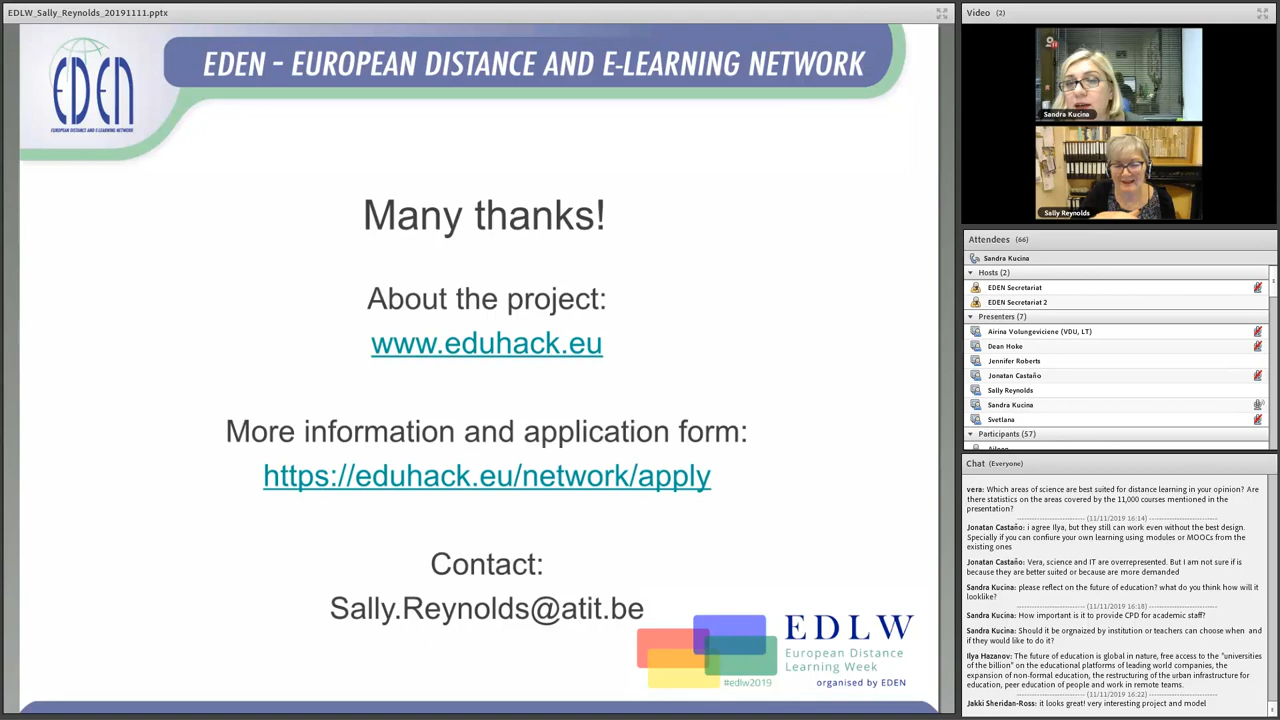 EDLW_Sally_Reynolds_20191111.pptx
EDEN
EUROPEAN DISTANCE AND E-LEARNING NETWORK
EDEN – EUROPEAN DISTANCE AND E-LEARNING NETWORK
Many thanks!
About the project:
www.eduhack.eu
More information and application form:
https://eduhack.eu/network/apply
Contact:
Sally.Reynolds@atit.be
EDLW
European Distance
Learning Week
#edlw2019
organised by EDEN
Video (2)
Sandra Kucina
Sally Reynolds
Attendees (66)
Sandra Kucina
Hosts (2)
EDEN Secretariat
EDEN Secretariat 2
Presenters (7)
Airina Volungeviciene (VDU, LT)
Dean Hoke
Jennifer Roberts
Jonatan Castaño
Sally Reynolds
Sandra Kucina
Svetlana
Participants (57)
Chat (Everyone)
vera: Which areas of science are best suited for distance learning in your opinion? Are
there statistics on the areas covered by the 11,000 courses mentioned in the
presentation?
(11/11/2019 16:14)
Jonatan Castaño: i agree Ilya, but they still can work even without the best design.
Specially if you can confiure your own learning using modules or MOOCs from the
existing ones
Jonatan Castaño: Vera, science and IT are overrepresented. But I am not sure if is
because they are better suited or because are more demanded
Sandra Kucina: please reflect on the future of education? what do you think how will it
looklike?
(11/11/2019 16:18)
Sandra Kucina: How important is it to provide CPD for academic staff?
Sandra Kucina: Should it be orgnaized by institution or teachers can choose when and
if they would like to do it?
Ilya Hazanov: The future of education is global in nature, free access to the "universities
of the billion" on the educational platforms of leading world companies, the
expansion of non-formal education, the restructuring of the urban infrastructure for
education, peer education of people and work in remote teams.
(11/11/2019 16:22)
Jakki Sheridan-Ross: it looks great! very interesting project and model